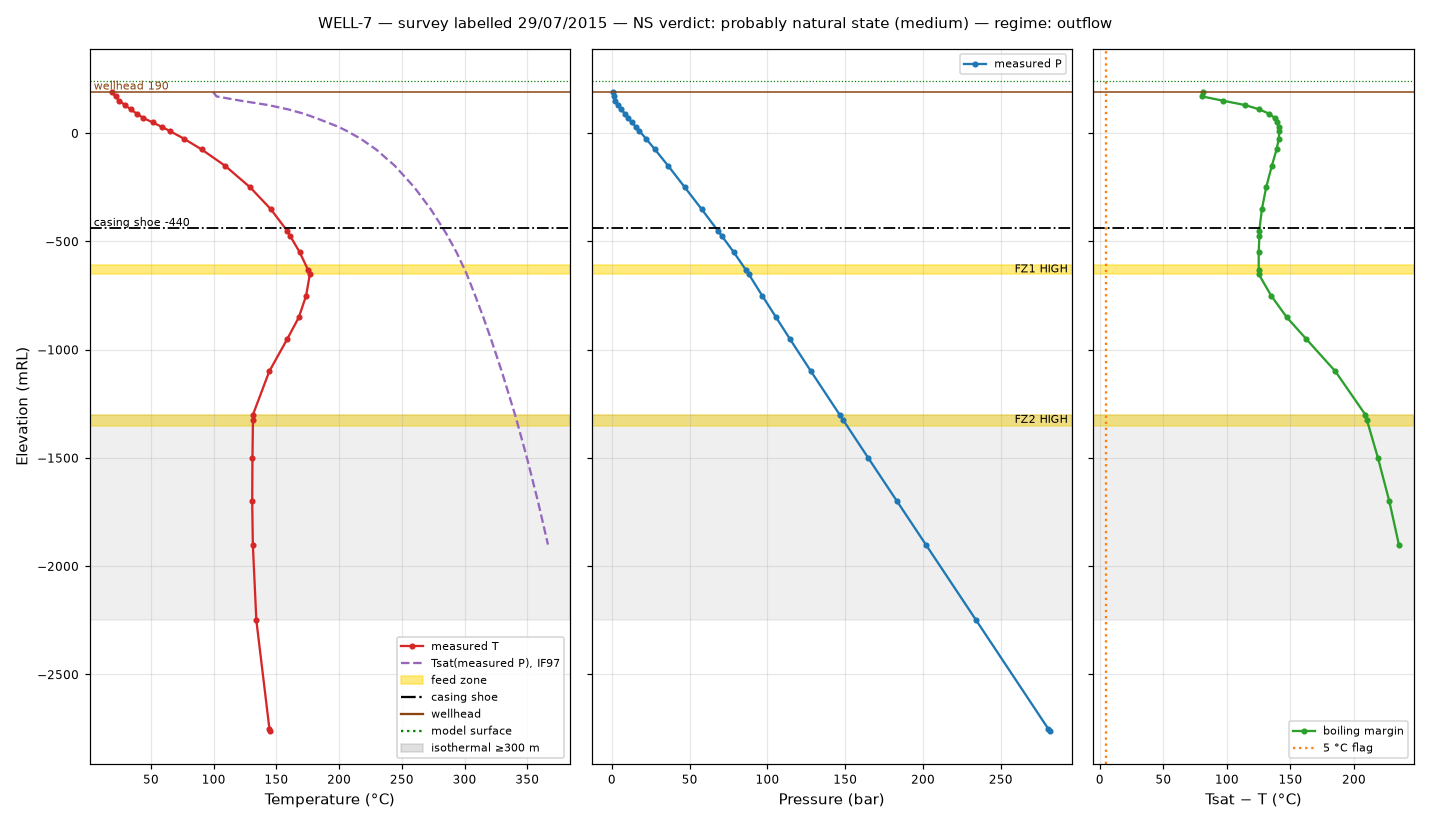 WELL-7 — survey labelled 29/07/2015 — NS verdict: probably natural state (medium) — regime: outflow
Elevation (mRL)
0
−500
−1000
−1500
−2000
−2500
wellhead 190
casing shoe -440
measured T
Tsat(measured P), IF97
feed zone
casing shoe
wellhead
model surface
isothermal ≥300 m
50
100
150
200
250
300
350
Temperature (°C)
measured P
FZ1 HIGH
FZ2 HIGH
0
50
100
150
200
250
Pressure (bar)
boiling margin
5 °C flag
0
50
100
150
200
Tsat − T (°C)